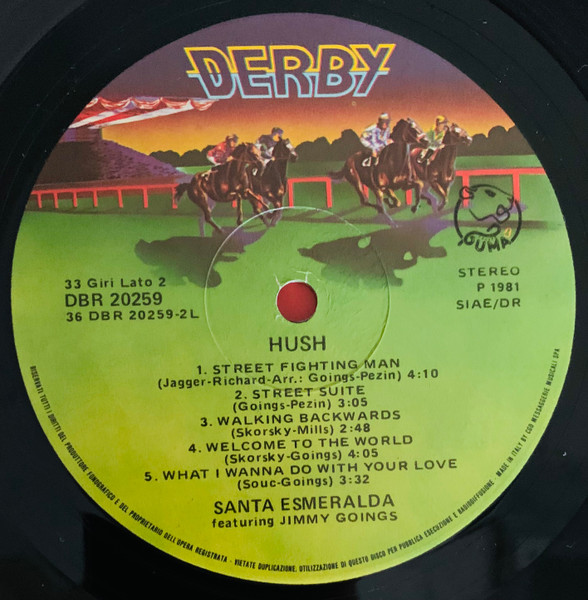 DERBY
GUMA
33 Giri Lato 2
DBR 20259
36 DBR 20259-2L
STEREO
P 1981
SIAE/DR
HUSH
1. STREET FIGHTING MAN
(Jagger-Richard-Arr.: Goings-Pezin) 4:10
2. STREET SUITE
(Goings-Pezin) 3:05
3. WALKING BACKWARDS
(Skorsky-Mills) 2:48
4. WELCOME TO THE WORLD
(Skorsky-Goings) 4:05
5. WHAT I WANNA DO WITH YOUR LOVE
(Souc-Goings) 3:32
SANTA ESMERALDA
featuring JIMMY GOINGS
RISERVATI TUTTI I DIRITTI DEL PRODUTTORE FONOGRAFICO E DEL PROPRIETARIO DELL'OPERA REGISTRATA - VIETATE DUPLICAZIONE, UTILIZZAZIONE DI QUESTO DISCO PER PUBBLICA ESECUZIONE E RADIODIFFUSIONE. MADE IN ITALY BY CGD MESSAGGERIE MUSICALI SPA